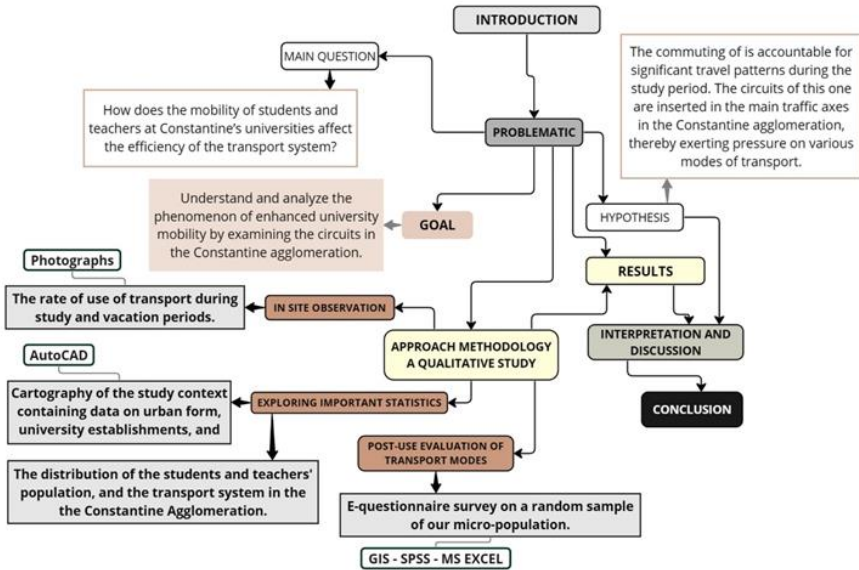 INTRODUCTION
MAIN QUESTION
The commuting of is accountable for
significant travel patterns during the
study period. The circuits of this one
are inserted in the main traffic axes
in the Constantine agglomeration,
thereby exerting pressure on various
modes of transport.
How does the mobility of students and
teachers at Constantine's universities affect
the efficiency of the transport system?
PROBLEMATIC
Understand and analyze the
phenomenon of enhanced university
mobility by examining the circuits in
the Constantine agglomeration.
GOAL
HYPOTHESIS
Photographs
RESULTS
The rate of use of transport during
study and vacation periods.
IN SITE OBSERVATION
APPROACH METHODOLOGY
A QUALITATIVE STUDY
INTERPRETATION AND
DISCUSSION
AutoCAD
Cartography of the study context
containing data on urban form,
university establishments, and
EXPLORING IMPORTANT STATISTICS
CONCLUSION
POST-USE EVALUATION OF
TRANSPORT MODES
The distribution of the students and teachers'
population, and the transport system in the
the Constantine Agglomeration.
E-questionnaire survey on a random sample
of our micro-population.
GIS - SPSS - MS EXCEL